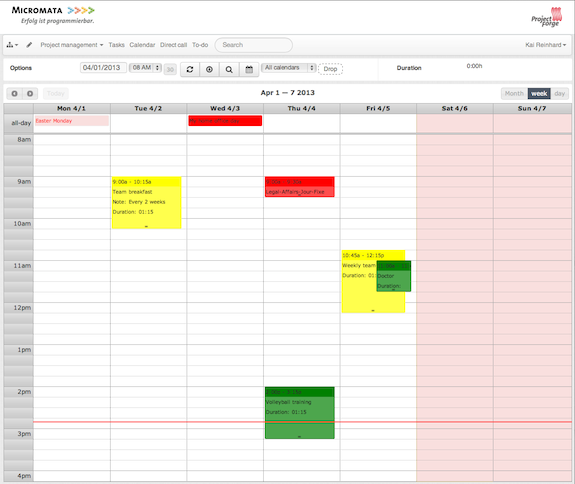 MICROMATA
Erfolg ist programmierbar.
Project forge
Project management Tasks Calendar Direct call To-do Search Kai Reinhard
Options 04/01/2013 08 AM 00 All calendars Drop Duration 0:00h
Today Apr 1 — 7 2013 Month week day
Mon 4/1 Tue 4/2 Wed 4/3 Thu 4/4 Fri 4/5 Sat 4/6 Sun 4/7
all-day Easter Monday
8am
9am
9:00a - 10:15a
Team breakfast Legal-Affairs-Jour-Fixe
Note: Every 2 weeks
Duration: 01:15
10am
10:45a - 12:15p
11am
Weekly team
Duration: 01: Doctor
Duration:
12pm
1pm
2pm
Volleyball training
Duration: 01:15
3pm
4pm